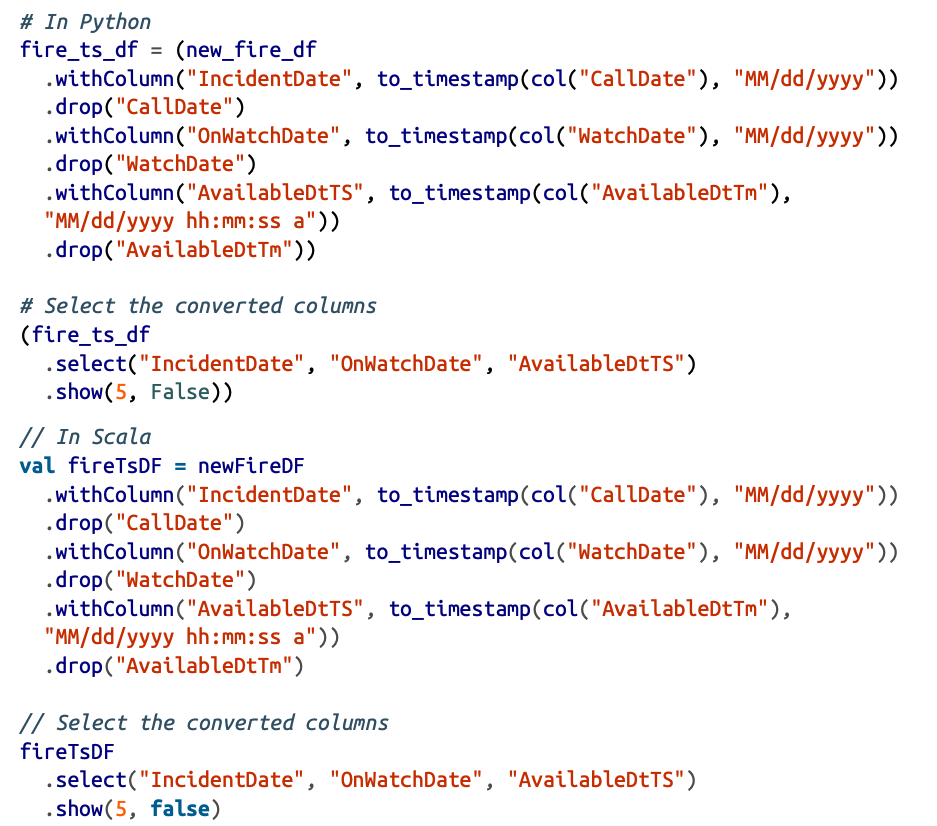 # In Python
fire_ts_df = (new_fire_df
  .withColumn("IncidentDate", to_timestamp(col("CallDate"), "MM/dd/yyyy"))
  .drop("CallDate")
  .withColumn("OnWatchDate", to_timestamp(col("WatchDate"), "MM/dd/yyyy"))
  .drop("WatchDate")
  .withColumn("AvailableDtTS", to_timestamp(col("AvailableDtTm"),
  "MM/dd/yyyy hh:mm:ss a"))
  .drop("AvailableDtTm"))

# Select the converted columns
(fire_ts_df
  .select("IncidentDate", "OnWatchDate", "AvailableDtTS")
  .show(5, False))

// In Scala
val fireTsDF = newFireDF
  .withColumn("IncidentDate", to_timestamp(col("CallDate"), "MM/dd/yyyy"))
  .drop("CallDate")
  .withColumn("OnWatchDate", to_timestamp(col("WatchDate"), "MM/dd/yyyy"))
  .drop("WatchDate")
  .withColumn("AvailableDtTS", to_timestamp(col("AvailableDtTm"),
  "MM/dd/yyyy hh:mm:ss a"))
  .drop("AvailableDtTm")

// Select the converted columns
fireTsDF
  .select("IncidentDate", "OnWatchDate", "AvailableDtTS")
  .show(5, false)